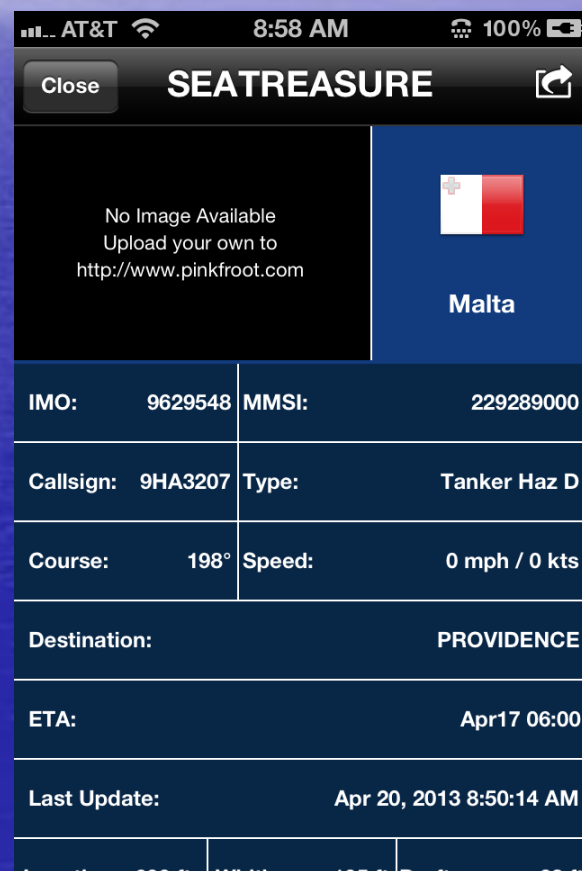 AT&T 8:58 AM 100%
Close SEATREASURE
No Image Available
Upload your own to
http://www.pinkfroot.com
Malta
IMO: 9629548 MMSI: 229289000
Callsign: 9HA3207 Type: Tanker Haz D
Course: 198° Speed: 0 mph / 0 kts
Destination: PROVIDENCE
ETA: Apr17 06:00
Last Update: Apr 20, 2013 8:50:14 AM